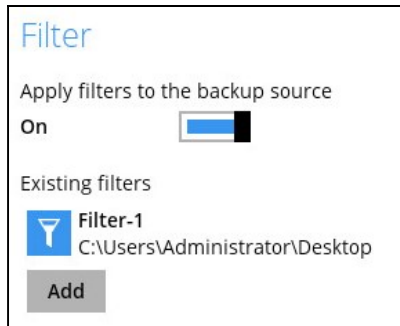 Filter
Apply filters to the backup source
On
Existing filters
Filter-1
C:\Users\Administrator\Desktop
Add